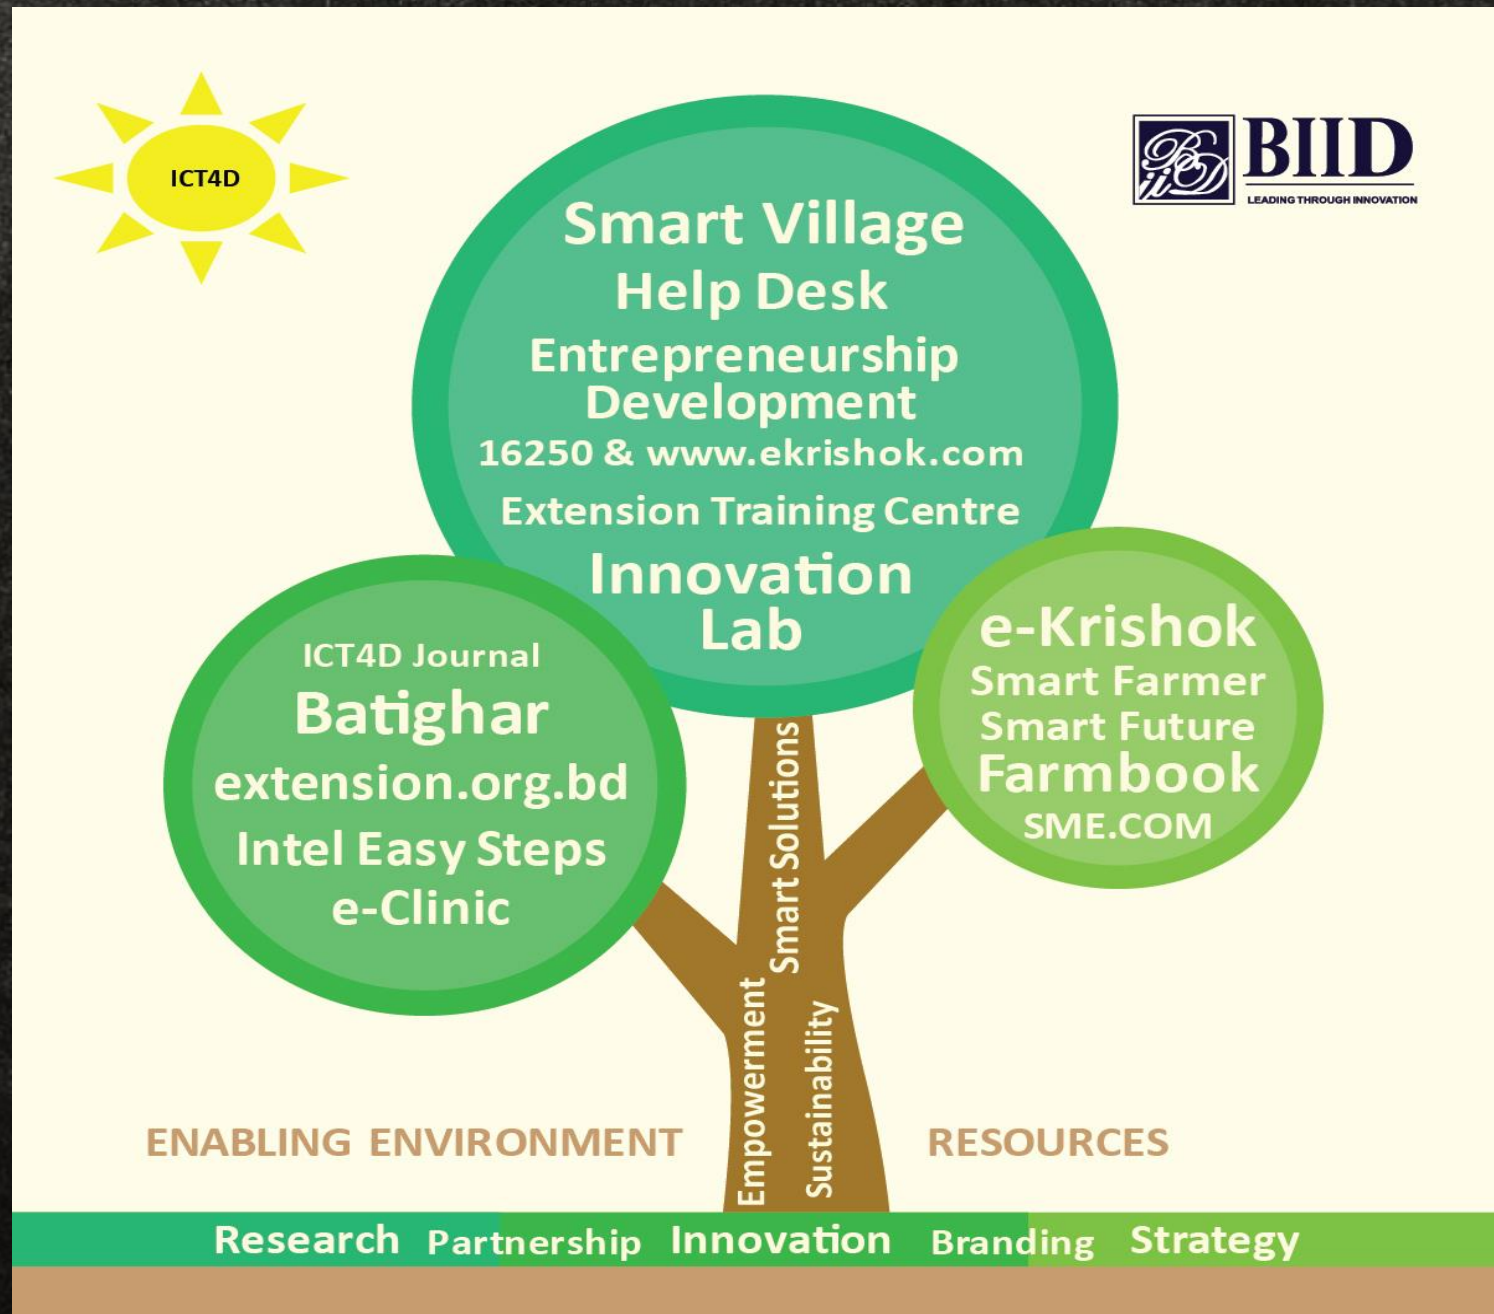 ICT4D
BIID
LEADING THROUGH INNOVATION
Smart Village
Help Desk
Entrepreneurship
Development
16250 & www.ekrishok.com
Extension Training Centre
Innovation
Lab
ICT4D Journal
Batighar
extension.org.bd
Intel Easy Steps
e-Clinic
e-Krishok
Smart Farmer
Smart Future
Farmbook
SME.COM
Smart Solutions
Empowerment
Sustainability
ENABLING ENVIRONMENT
RESOURCES
Research Partnership Innovation Branding Strategy